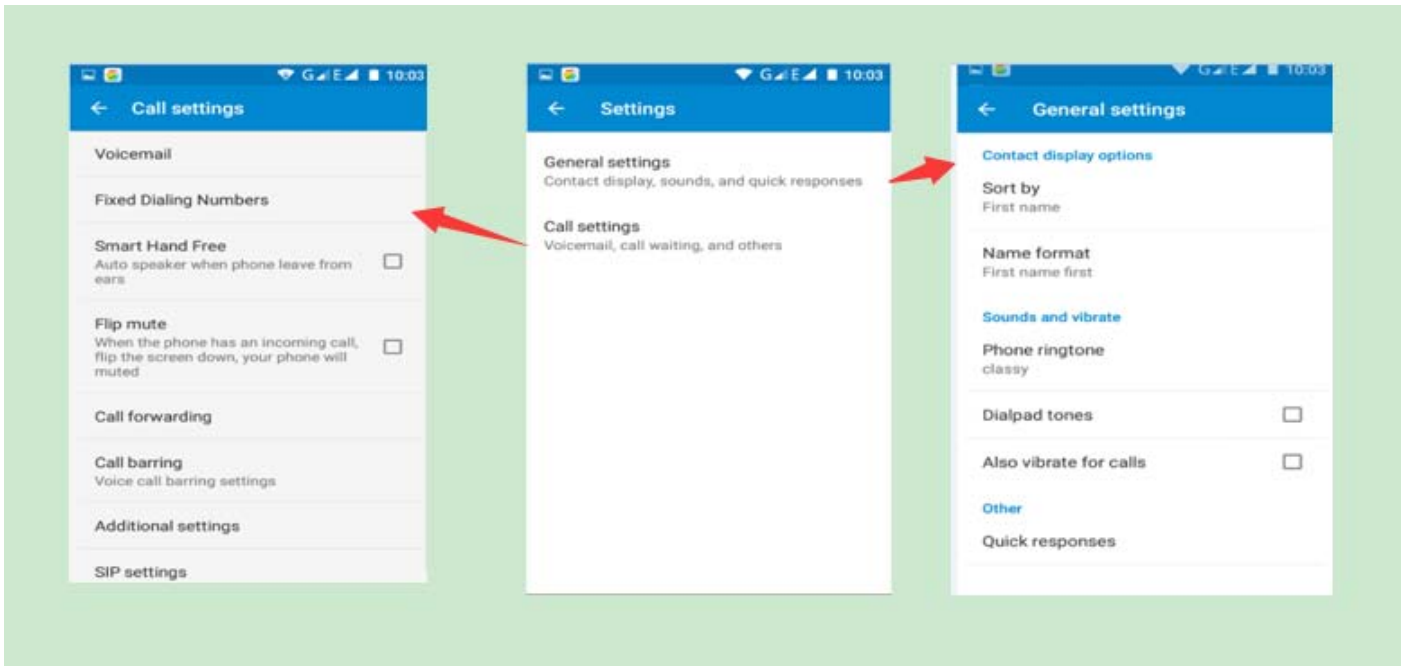 G E 10:03
Call settings
Voicemail
Fixed Dialing Numbers
Smart Hand Free
Auto speaker when phone leave from
ears
Flip mute
When the phone has an incoming call,
flip the screen down, your phone will
muted
Call forwarding
Call barring
Voice call barring settings
Additional settings
SIP settings
G E 10:03
Settings
General settings
Contact display, sounds, and quick responses
Call settings
Voicemail, call waiting, and others
G E 10:03
General settings
Contact display options
Sort by
First name
Name format
First name first
Sounds and vibrate
Phone ringtone
classy
Dialpad tones
Also vibrate for calls
Other
Quick responses